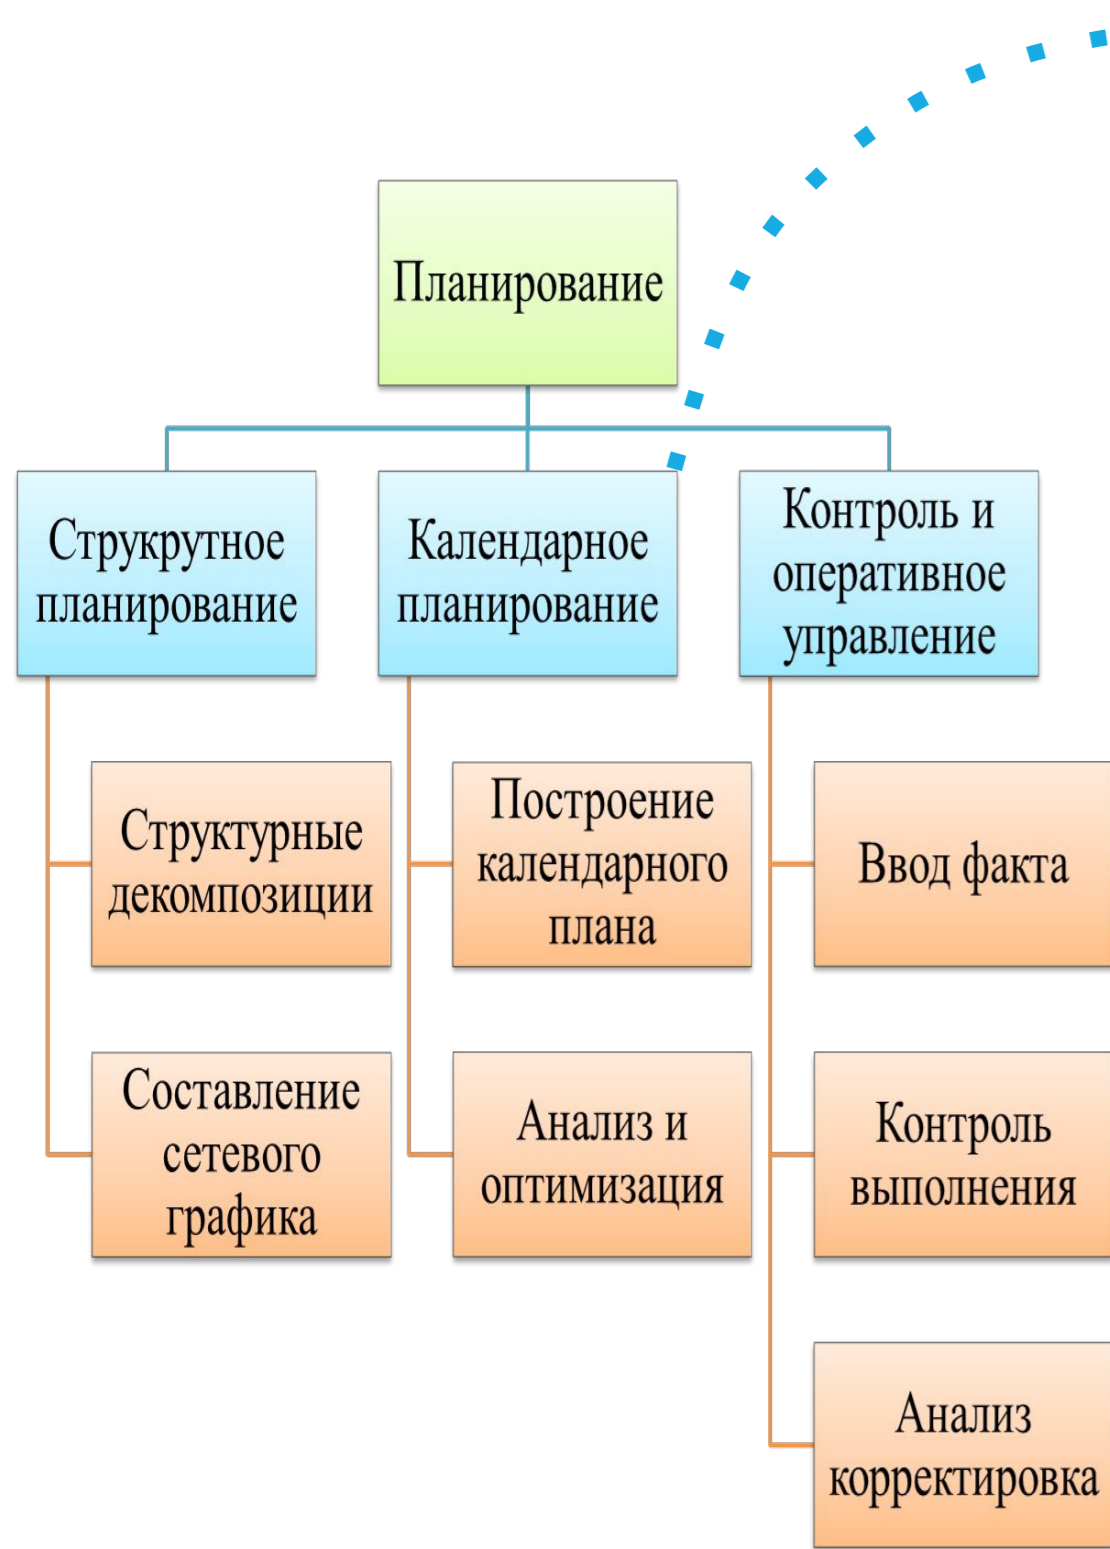 Планирование
Струкрутное
планирование
Календарное
планирование
Контроль и
оперативное
управление
Структурные
декомпозиции
Построение
календарного
плана
Ввод факта
Составление
сетевого
графика
Анализ и
оптимизация
Контроль
выполнения
Анализ
корректировка